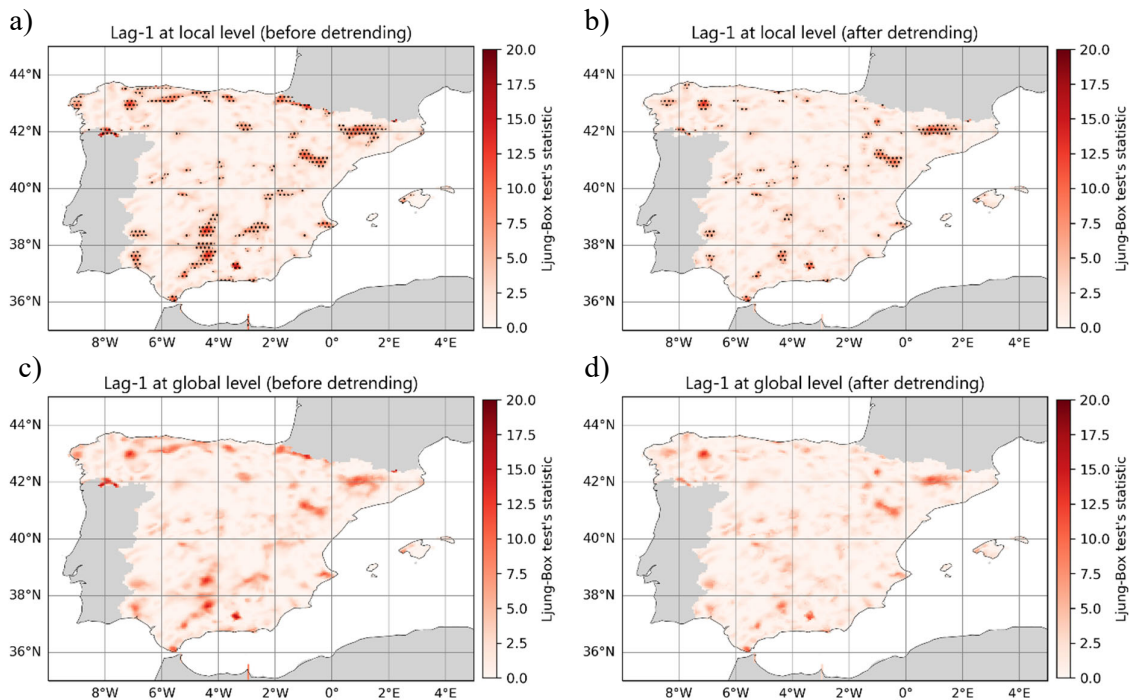 a)
Lag-1 at local level (before detrending)
44°N
42°N
40°N
38°N
36°N
8°W 6°W 4°W 2°W 0° 2°E 4°E
20.0
17.5
15.0
12.5
10.0
7.5
5.0
2.5
0.0
Ljung-Box test's statistic
b)
Lag-1 at local level (after detrending)
44°N
42°N
40°N
38°N
36°N
8°W 6°W 4°W 2°W 0° 2°E 4°E
20.0
17.5
15.0
12.5
10.0
7.5
5.0
2.5
0.0
Ljung-Box test's statistic
c)
Lag-1 at global level (before detrending)
44°N
42°N
40°N
38°N
36°N
8°W 6°W 4°W 2°W 0° 2°E 4°E
20.0
17.5
15.0
12.5
10.0
7.5
5.0
2.5
0.0
Ljung-Box test's statistic
d)
Lag-1 at global level (after detrending)
44°N
42°N
40°N
38°N
36°N
8°W 6°W 4°W 2°W 0° 2°E 4°E
20.0
17.5
15.0
12.5
10.0
7.5
5.0
2.5
0.0
Ljung-Box test's statistic